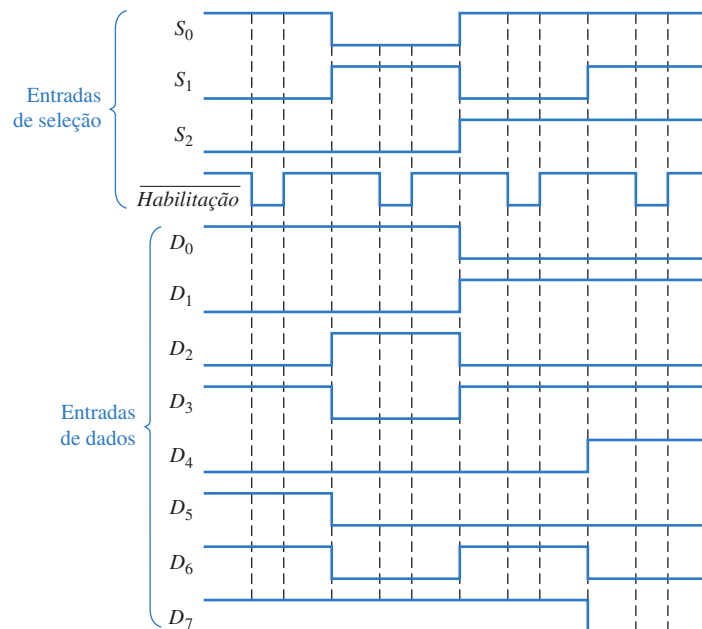 S₀
S₁
Entradas
de seleção
S₂
Habilitação
D₀
D₁
D₂
D₃
Entradas
de dados
D₄
D₅
D₆
D₇